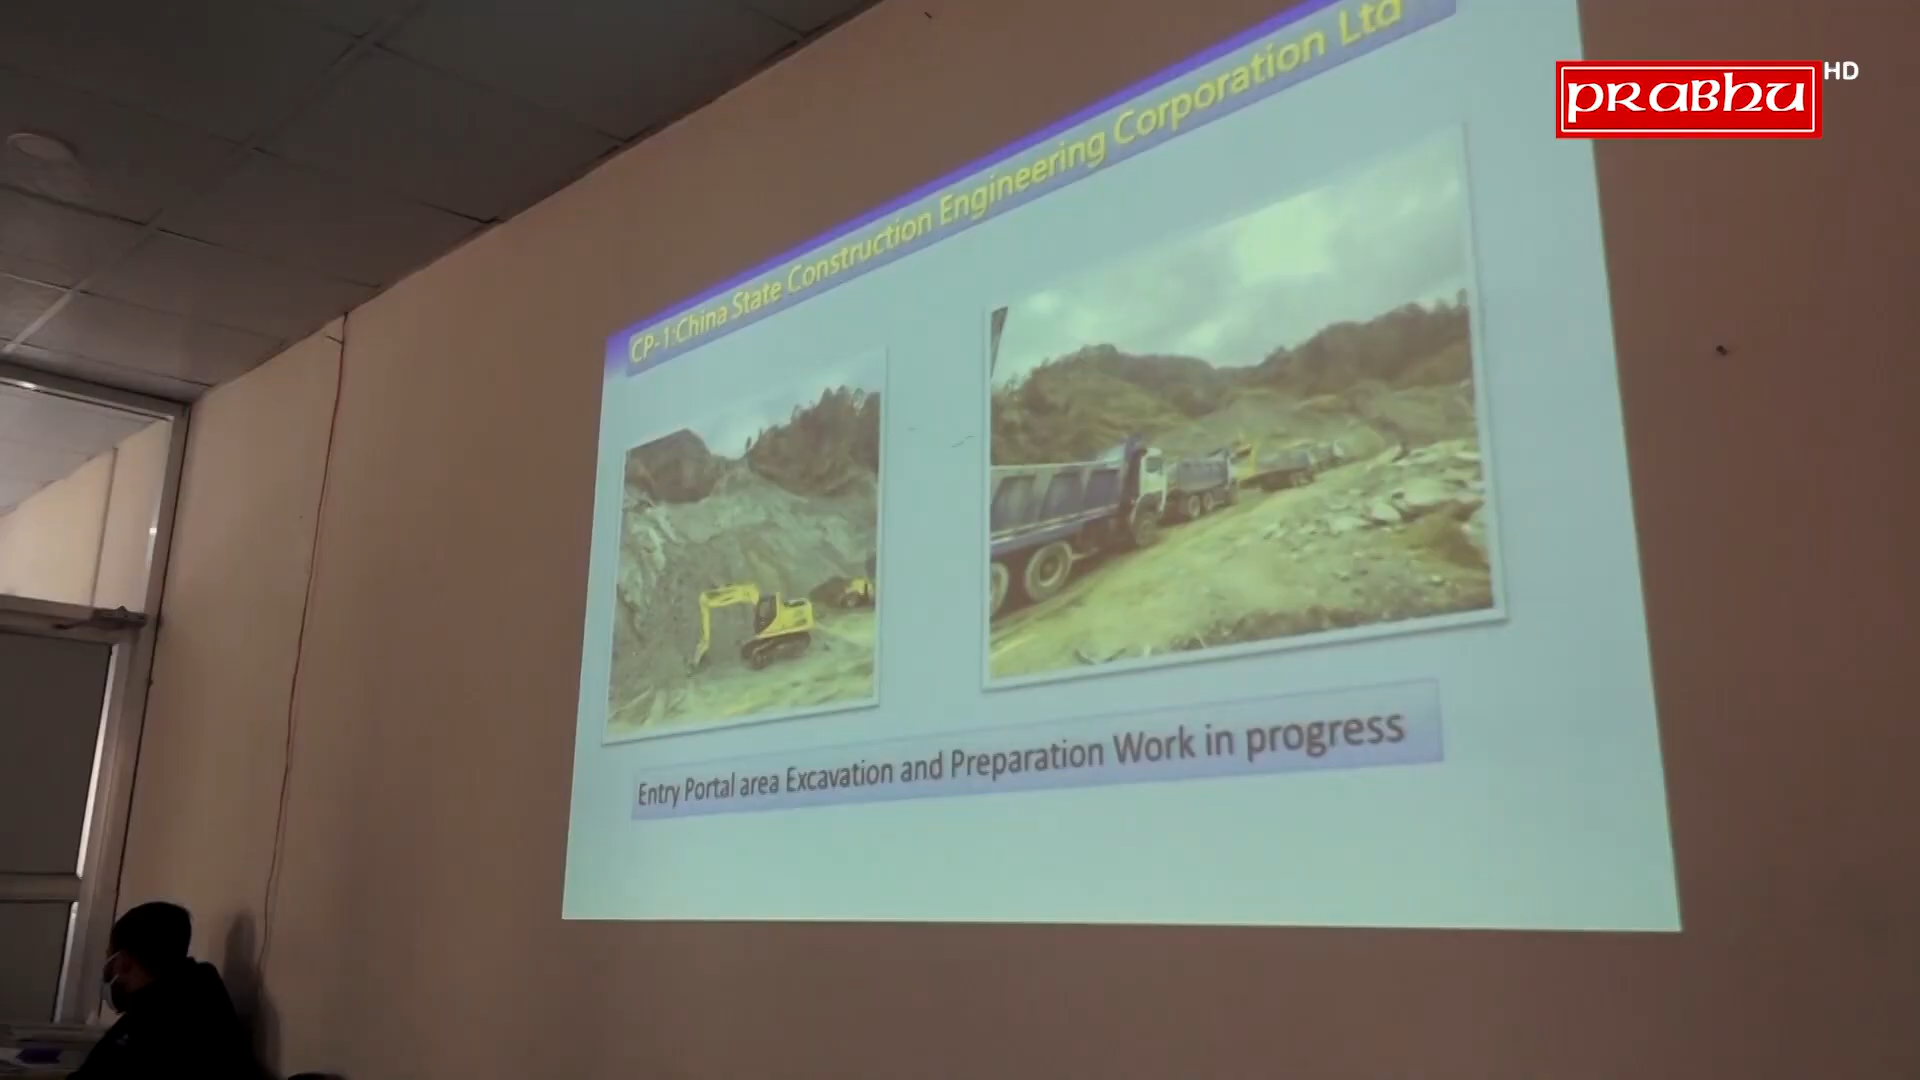 PRABHU HD
CP-1:China State Construction Engineering Corporation Ltd
Entry Portal area Excavation and Preparation Work in progress